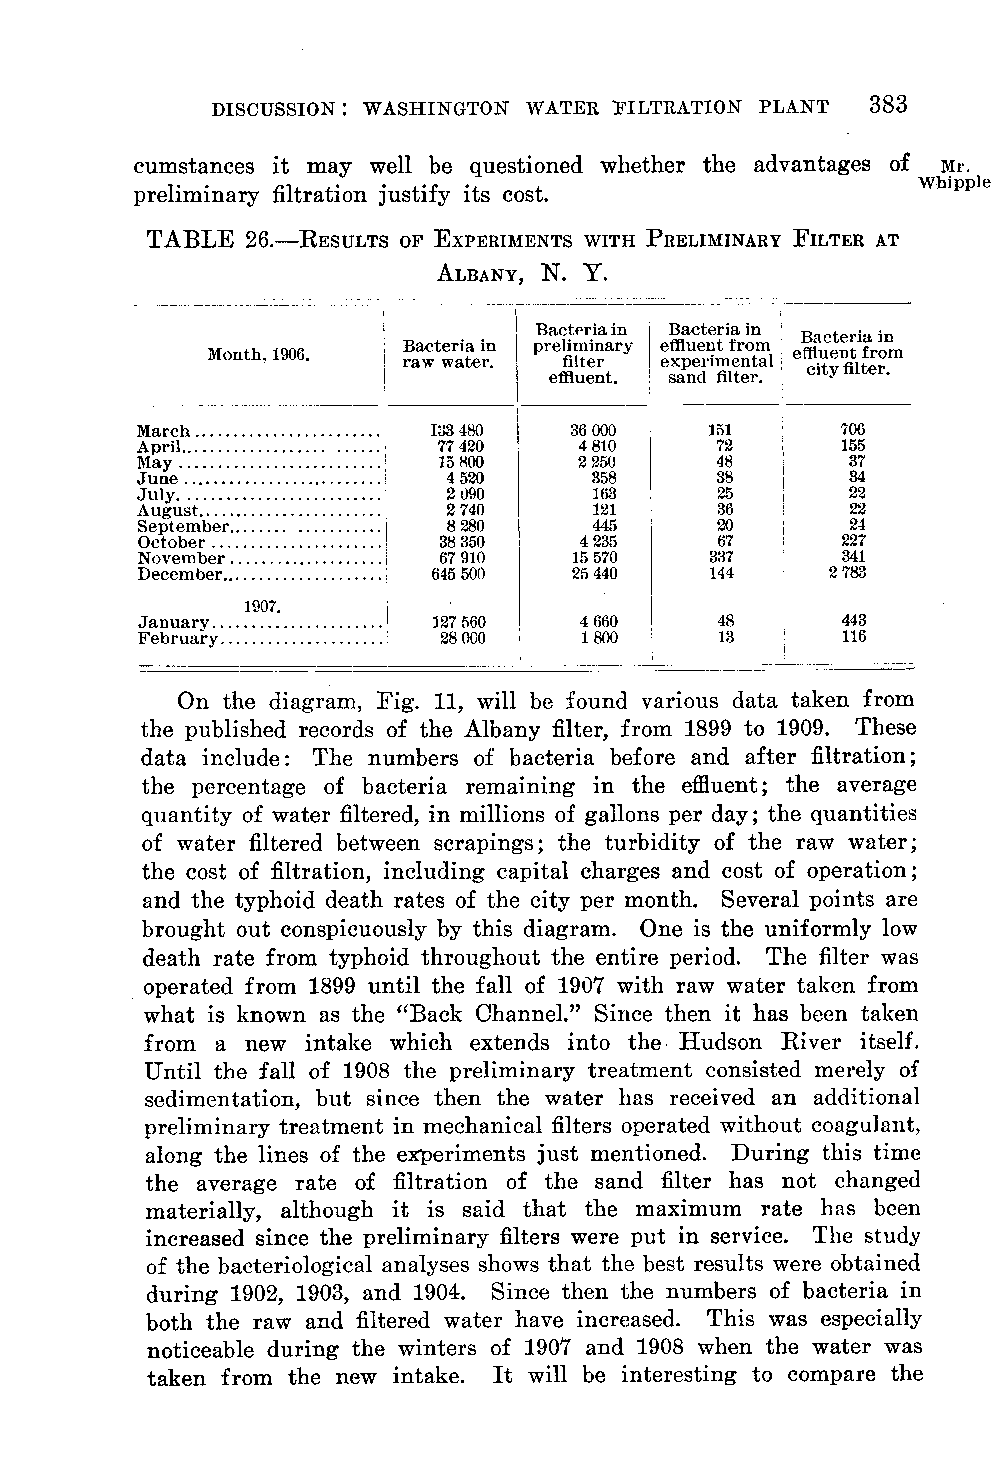 DISCUSSION: WASHINGTON WATER FILTRATION PLANT 383
cumstances it may well be questioned whether the advantages of Mr.
preliminary filtration justify its cost. Whipple
TABLE 26.—RESULTS OF EXPERIMENTS WITH PRELIMINARY FILTER AT
ALBANY, N. Y.
Month, 1906. | Bacteria in raw water. | Bacteria in preliminary filter effluent. | Bacteria in effluent from experimental sand filter. | Bacteria in effluent from city filter.
March 133 480 36 000 151 706
April 77 420 4 810 72 155
May 15 800 2 250 48 37
June 4 520 358 38 34
July 2 090 163 25 22
August 2 740 121 36 22
September 8 280 445 20 24
October 38 350 4 235 67 227
November 67 910 15 570 337 341
December 645 500 25 440 144 2 783
1907.
January 127 560 4 660 48 443
February 28 000 1 800 13 116
On the diagram, Fig. 11, will be found various data taken from
the published records of the Albany filter, from 1899 to 1909. These
data include: The numbers of bacteria before and after filtration;
the percentage of bacteria remaining in the effluent; the average
quantity of water filtered, in millions of gallons per day; the quantities
of water filtered between scrapings; the turbidity of the raw water;
the cost of filtration, including capital charges and cost of operation;
and the typhoid death rates of the city per month. Several points are
brought out conspicuously by this diagram. One is the uniformly low
death rate from typhoid throughout the entire period. The filter was
operated from 1899 until the fall of 1907 with raw water taken from
what is known as the "Back Channel." Since then it has been taken
from a new intake which extends into the Hudson River itself.
Until the fall of 1908 the preliminary treatment consisted merely of
sedimentation, but since then the water has received an additional
preliminary treatment in mechanical filters operated without coagulant,
along the lines of the experiments just mentioned. During this time
the average rate of filtration of the sand filter has not changed
materially, although it is said that the maximum rate has been
increased since the preliminary filters were put in service. The study
of the bacteriological analyses shows that the best results were obtained
during 1902, 1903, and 1904. Since then the numbers of bacteria in
both the raw and filtered water have increased. This was especially
noticeable during the winters of 1907 and 1908 when the water was
taken from the new intake. It will be interesting to compare the